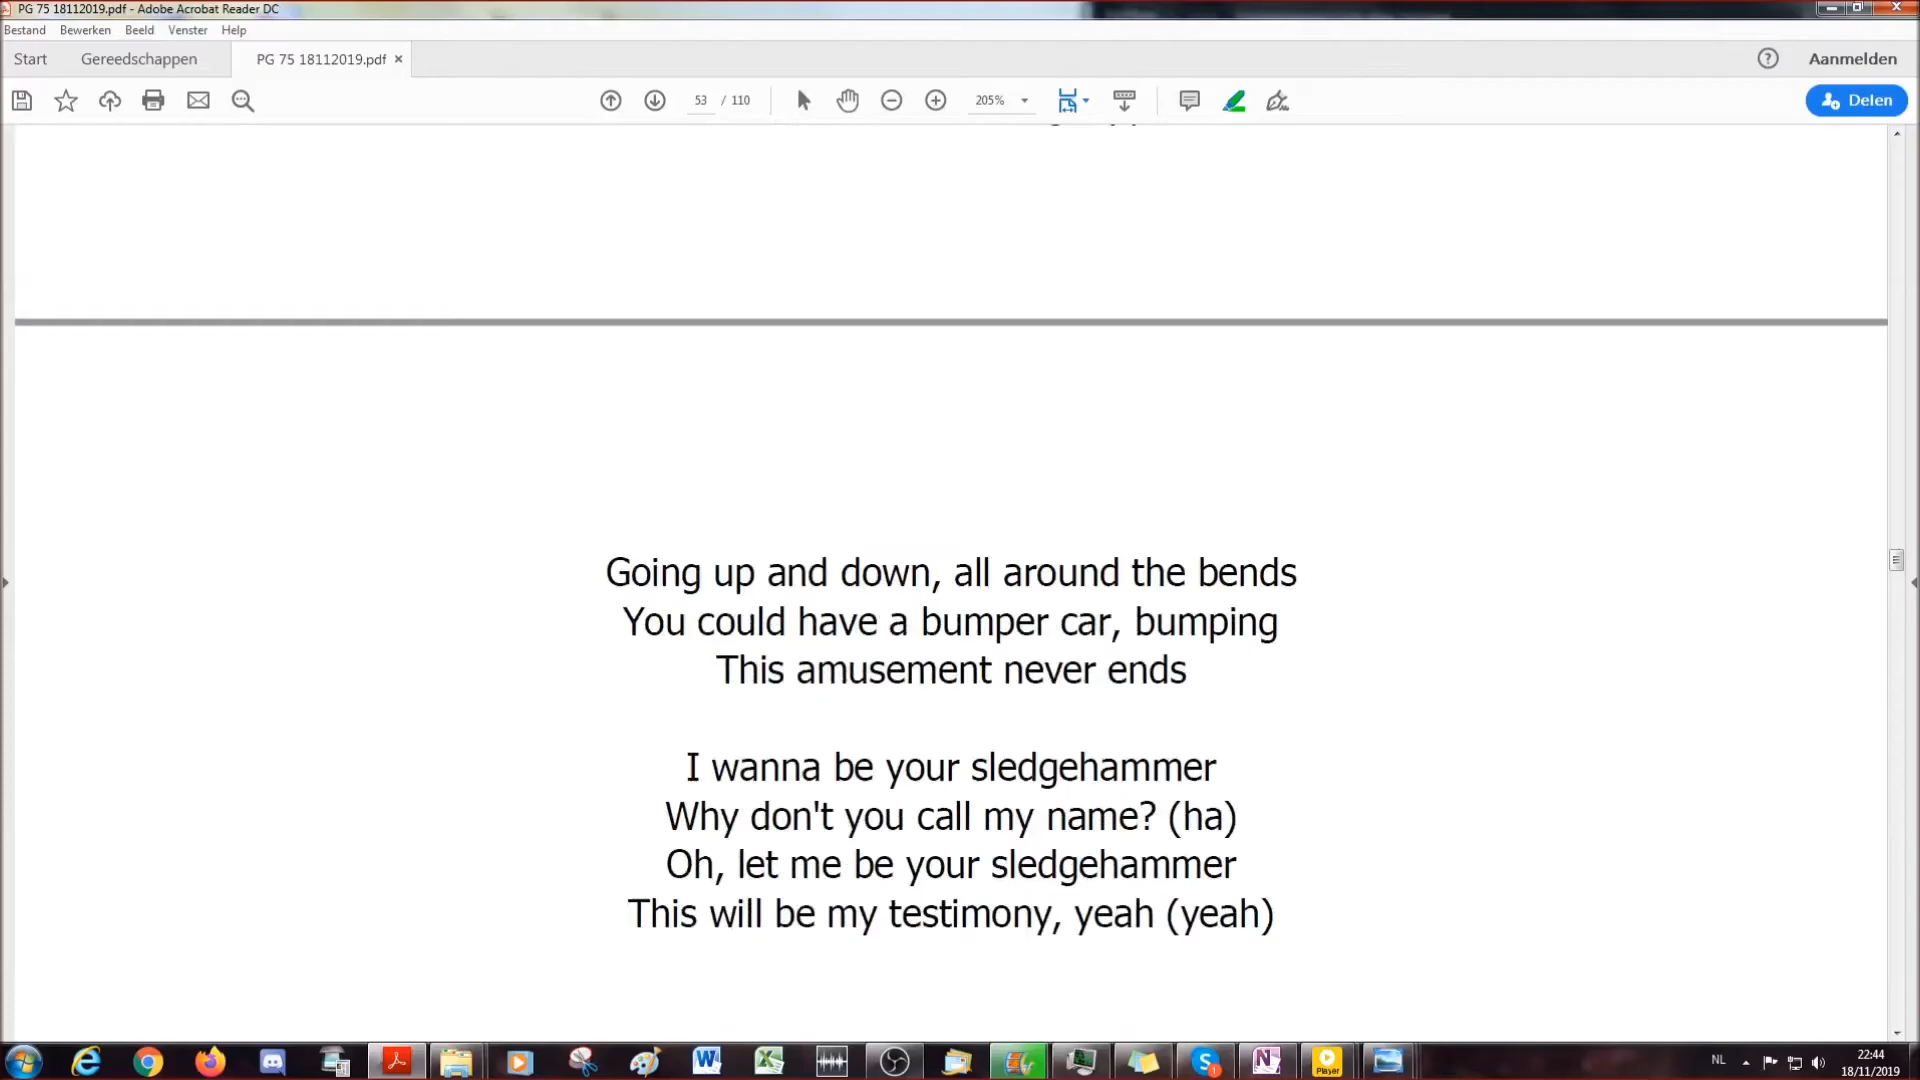 PG 75 18112019.pdf - Adobe Acrobat Reader DC
Bestand Bewerken Beeld Venster Help
Start Gereedschappen PG 75 18112019.pdf × Aanmelden
53 / 110 205% Delen
Going up and down, all around the bends
You could have a bumper car, bumping
This amusement never ends
I wanna be your sledgehammer
Why don't you call my name? (ha)
Oh, let me be your sledgehammer
This will be my testimony, yeah (yeah)
NL 22:44
18/11/2019
Player